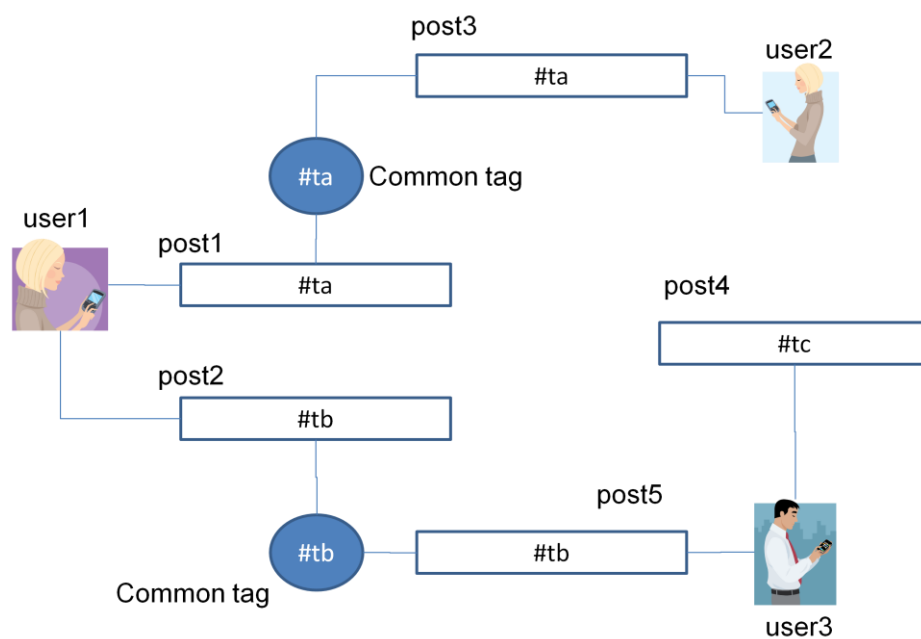 post3
user2
#ta
#ta
Common tag
user1
post1
#ta
post4
#tc
post2
#tb
post5
#tb
#tb
Common tag
user3